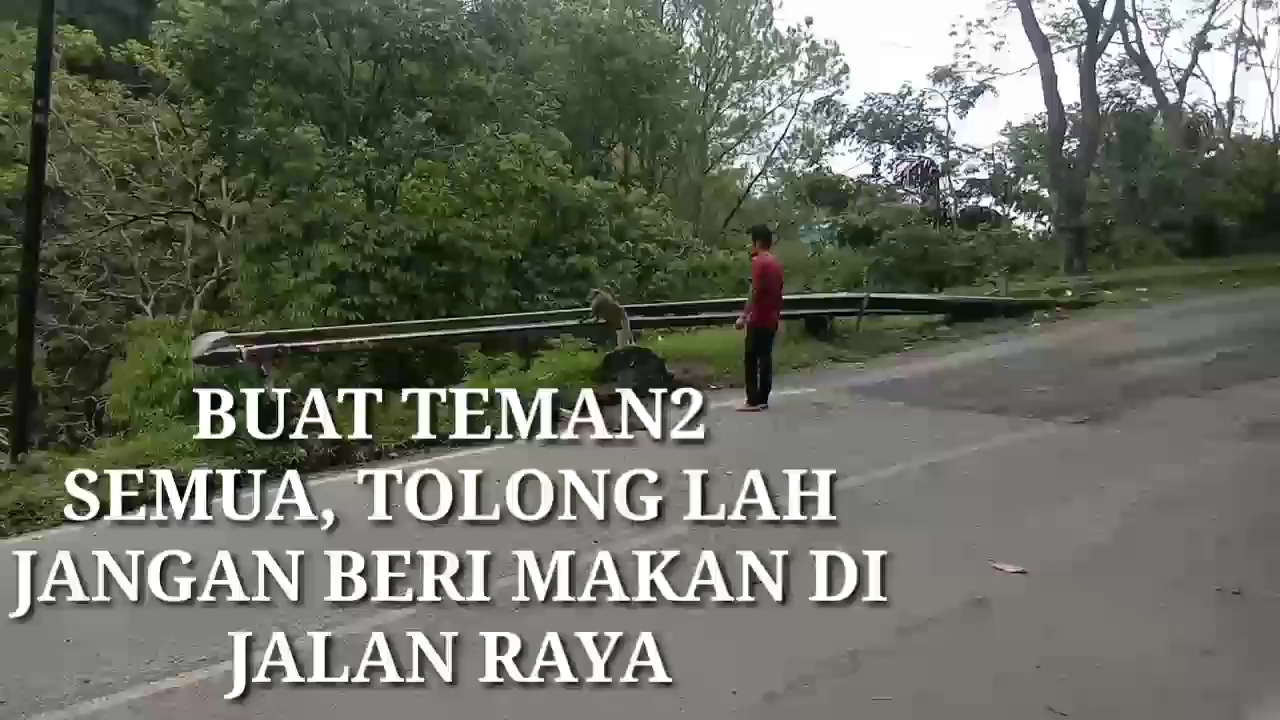 BUAT TEMAN2
SEMUA, TOLONG LAH
JANGAN BERI MAKAN DI
JALAN RAYA